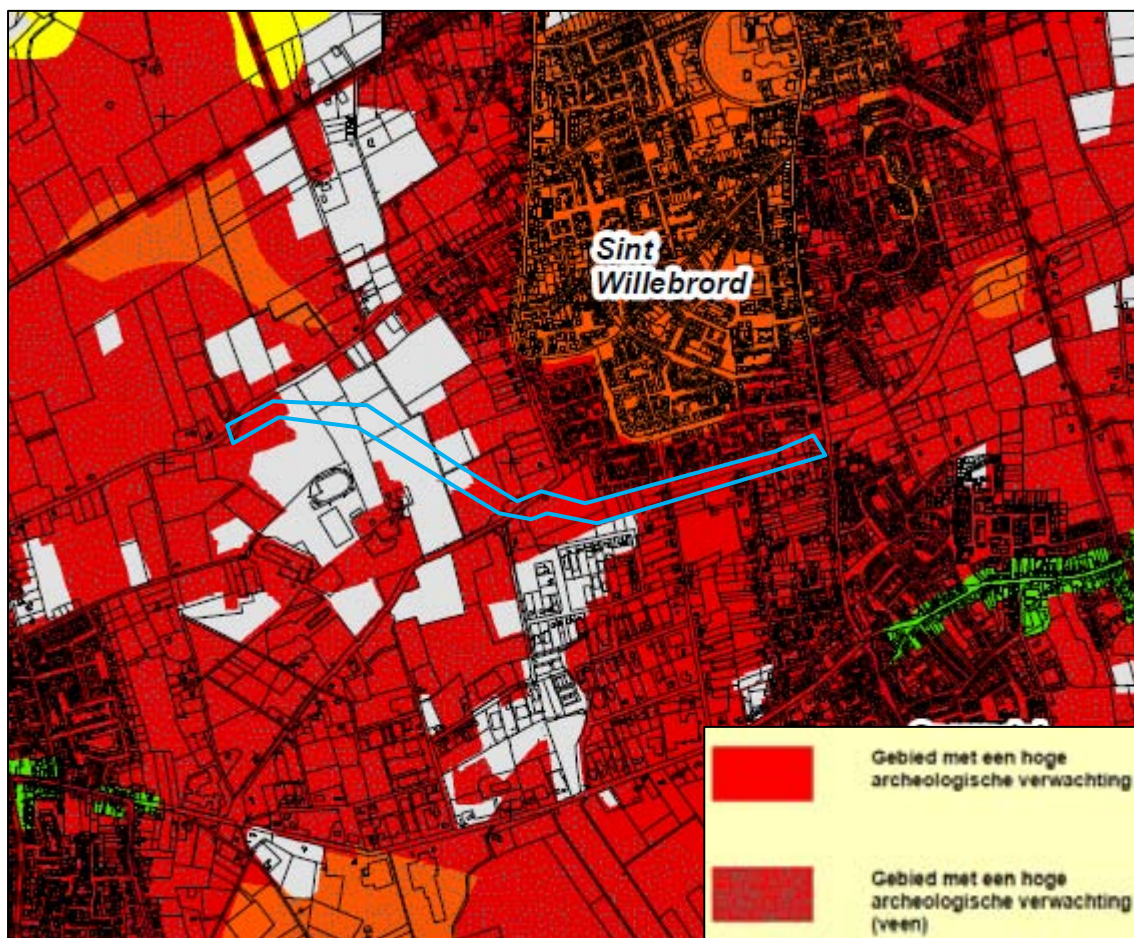 Sint
Willebrord
Gebied met een hoge
archeologische verwachting
Gebied met een hoge
archeologische verwachting
(veen)